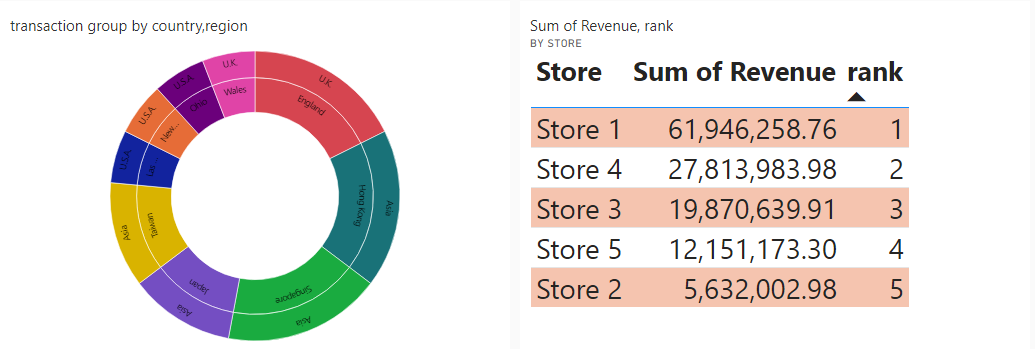 transaction group by country,region
U.K.
England
Asia
Hong Kong
Asia
Singapore
Asia
Japan
Asia
Taiwan
U.S.A.
U.S.A.
New...
U.S.A.
Ohio
U.K.
Wales
Sum of Revenue, rank
BY STORE
Store Sum of Revenue rank
Store 1 61,946,258.76 1
Store 4 27,813,983.98 2
Store 3 19,870,639.91 3
Store 5 12,151,173.30 4
Store 2 5,632,002.98 5